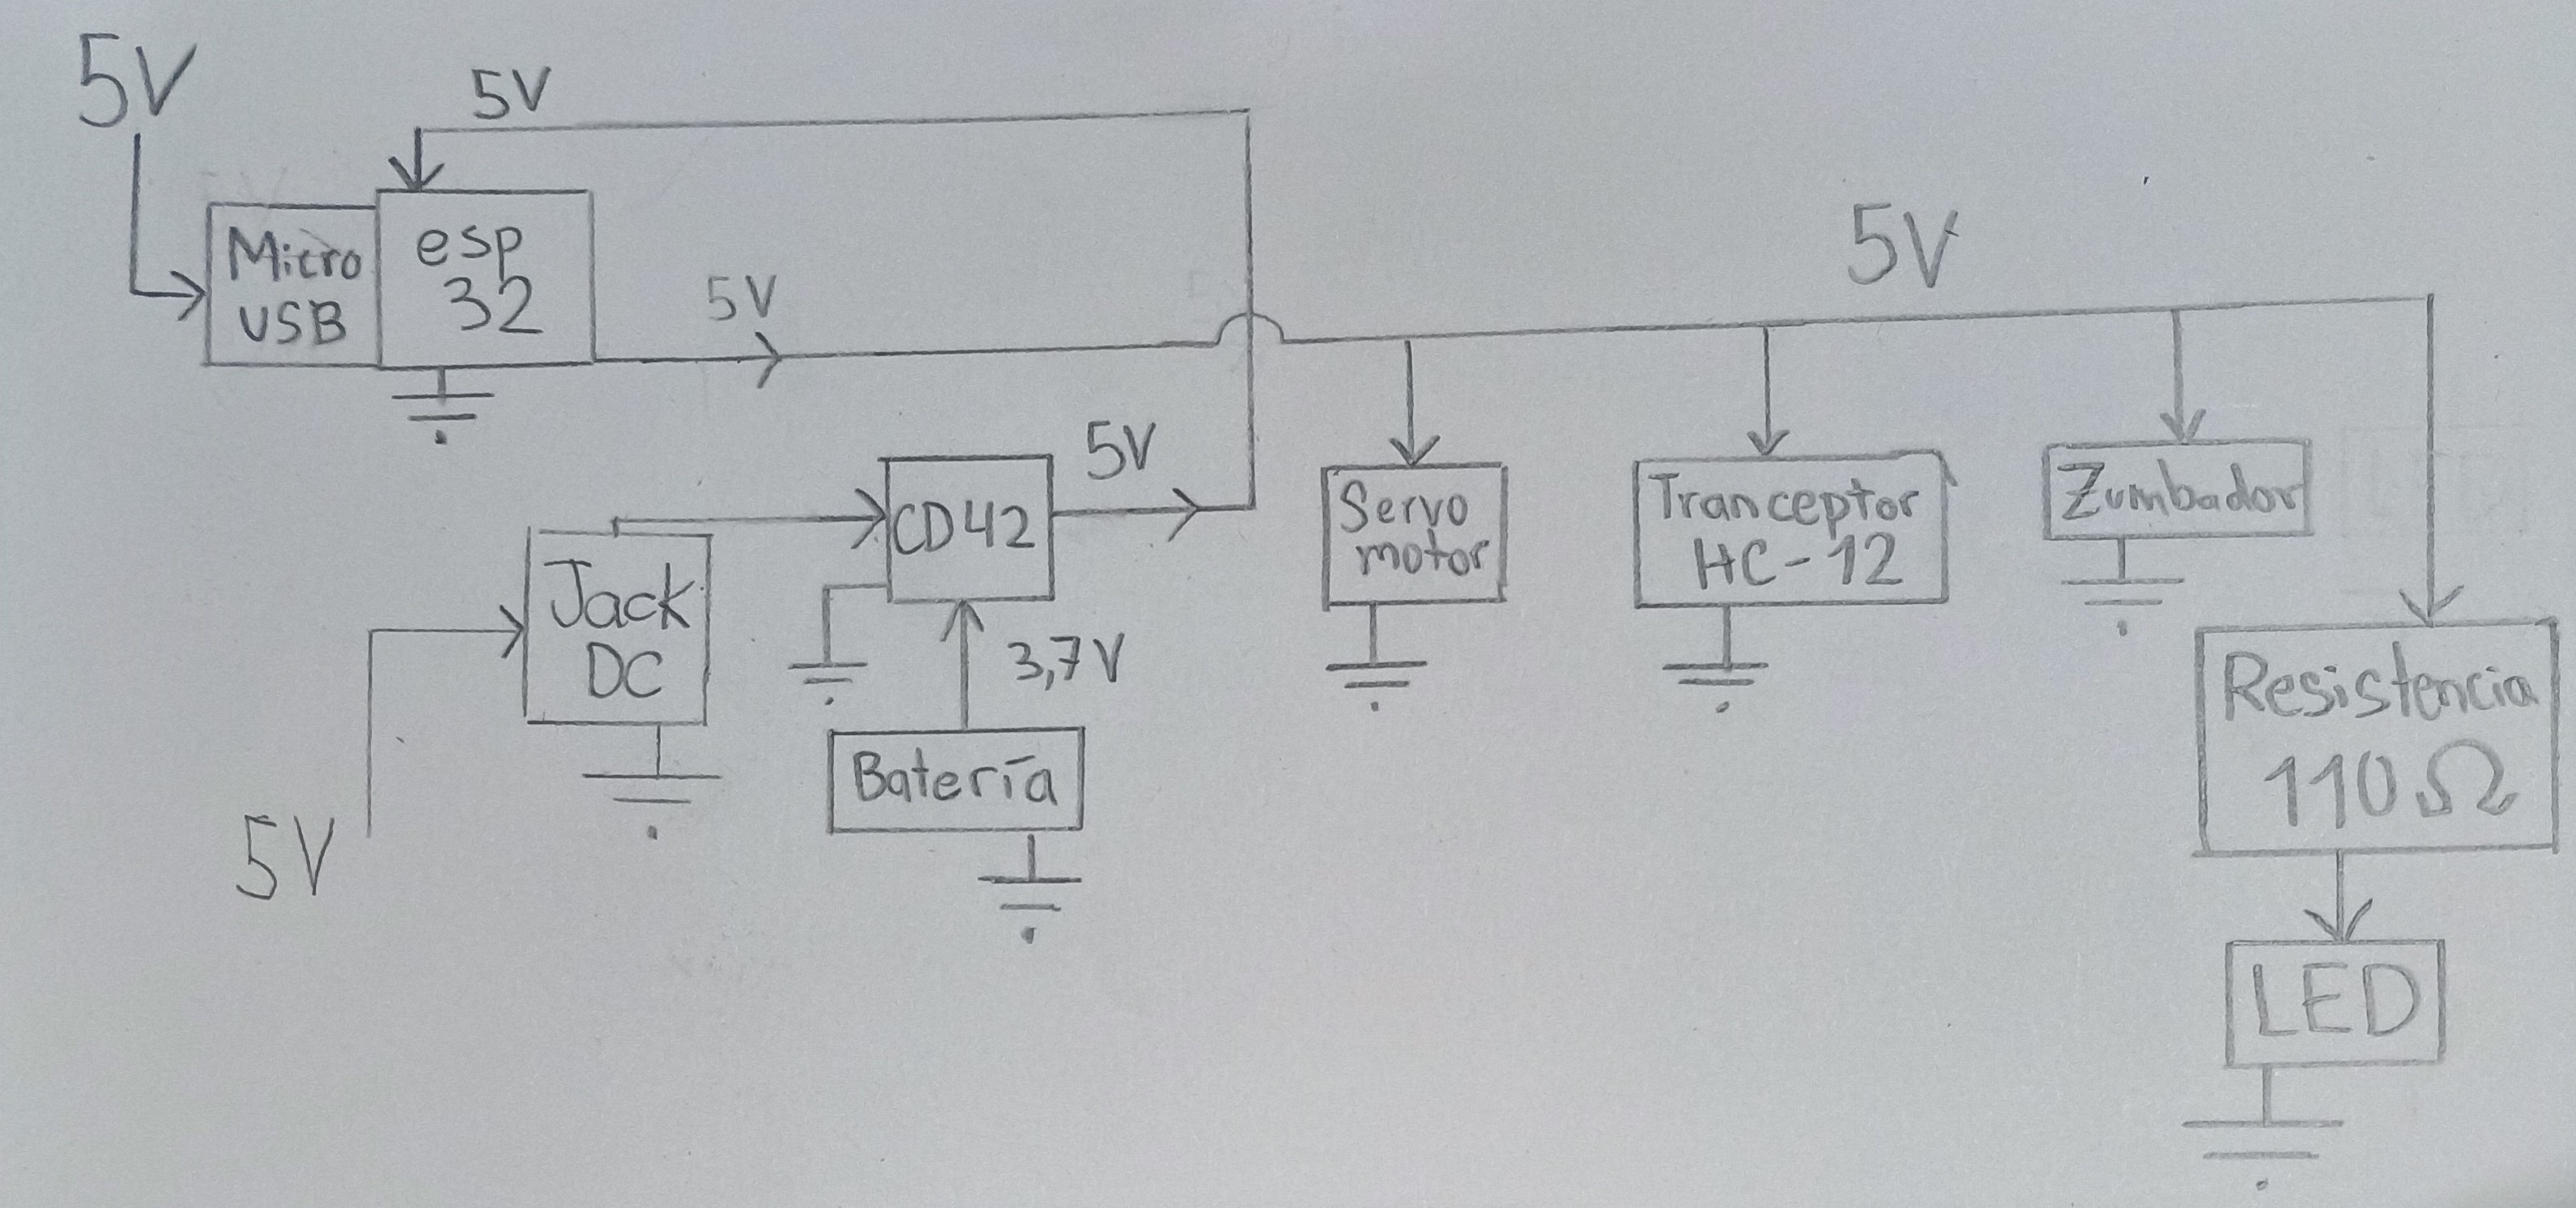 5V
5V
Micro
USB
esp
32
5V
5V
5V
CD42
Jack
DC
5V
3,7V
Batería
Servo
motor
Tranceptor
HC-12
Zumbador
Resistencia
110Ω
LED